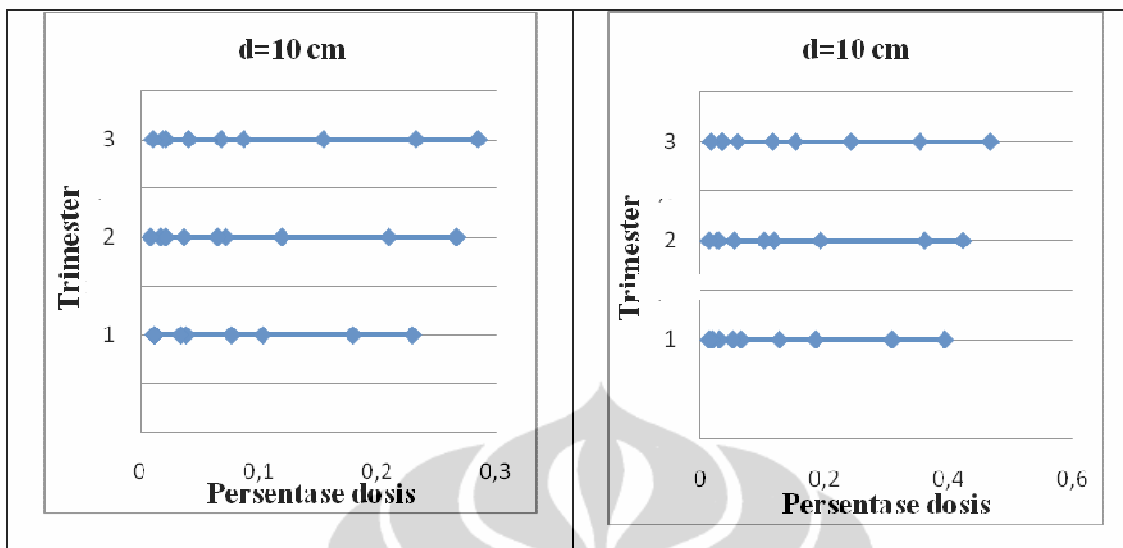 d=10 cm
Trimester
3
2
1
0 0,1 0,2 0,3
Persentase dosis
d=10 cm
Trimester
3
2
1
0 0,2 0,4 0,6
Persentase dosis